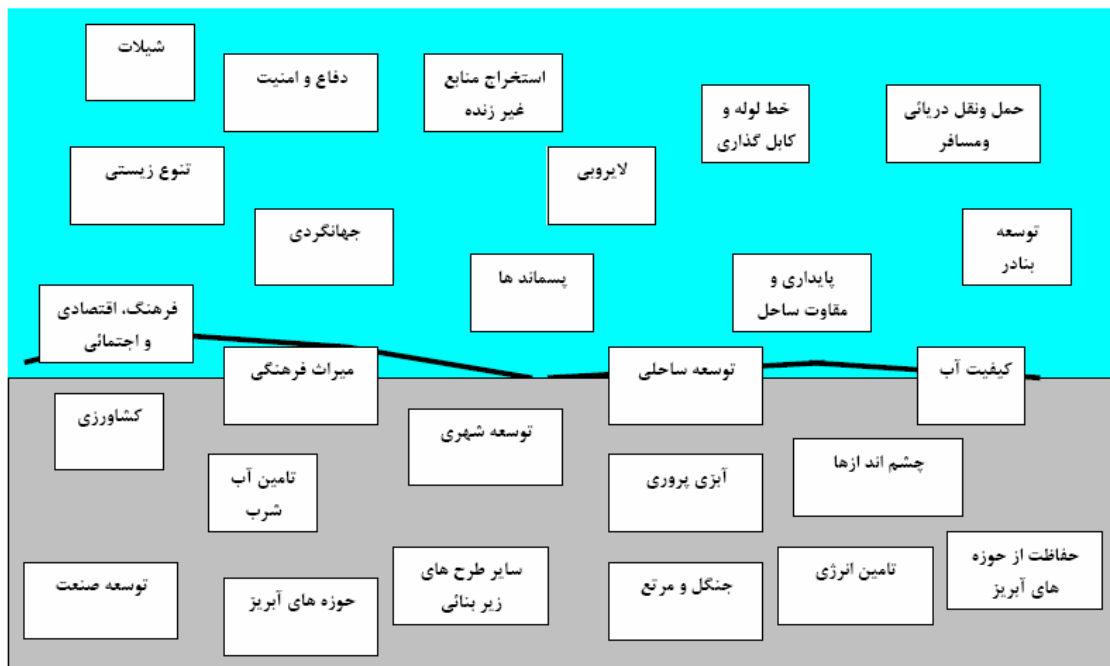 شیلات
دفاع و امنیت
استخراج منابع
غیر زنده
خط لوله و
کابل گذاری
حمل ونقل دریائی
ومسافر
تنوع زیستی
لایروبی
جهانگردی
توسعه
بنادر
پسماند ها
پایداری و
مقاوت ساحل
فرهنگ، اقتصادی
و اجتمائی
میراث فرهنگی
توسعه ساحلی
کیفیت آب
کشاورزی
توسعه شهری
چشم اند ازها
تامین آب
شرب
آبزی پروری
حفاظت از حوزه
های آبریز
سایر طرح های
زیر بنائی
تامین انرژی
توسعه صنعت
جنگل و مرتع
حوزه های آبریز